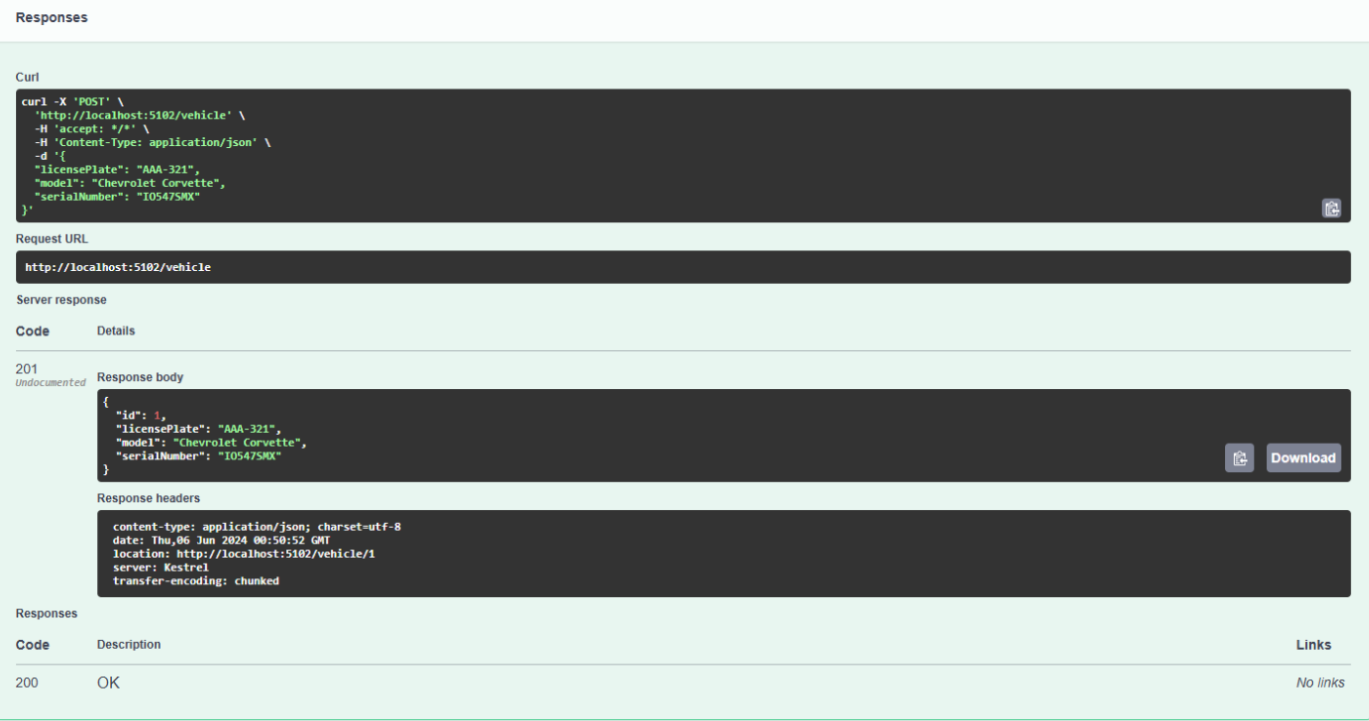 Responses
Curl
curl -X 'POST' \
  'http://localhost:5102/vehicle' \
  -H 'accept: */*' \
  -H 'Content-Type: application/json' \
  -d '{
  "licensePlate": "AAA-321",
  "model": "Chevrolet Corvette",
  "serialNumber": "IO547SMX"
}'
Request URL
http://localhost:5102/vehicle
Server response
Code Details
201
Undocumented
Response body
{
  "id": 1,
  "licensePlate": "AAA-321",
  "model": "Chevrolet Corvette",
  "serialNumber": "IO547SMX"
}
Download
Response headers
content-type: application/json; charset=utf-8
date: Thu,06 Jun 2024 00:50:52 GMT
location: http://localhost:5102/vehicle/1
server: Kestrel
transfer-encoding: chunked
Responses
Code Description Links
200 OK No links